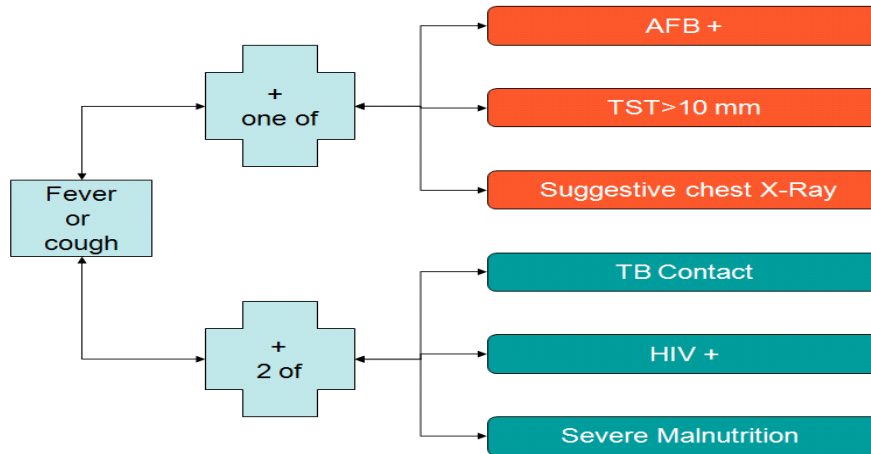 AFB +
+
one of
TST>10 mm
Suggestive chest X-Ray
Fever
or
cough
TB Contact
+
2 of
HIV +
Severe Malnutrition